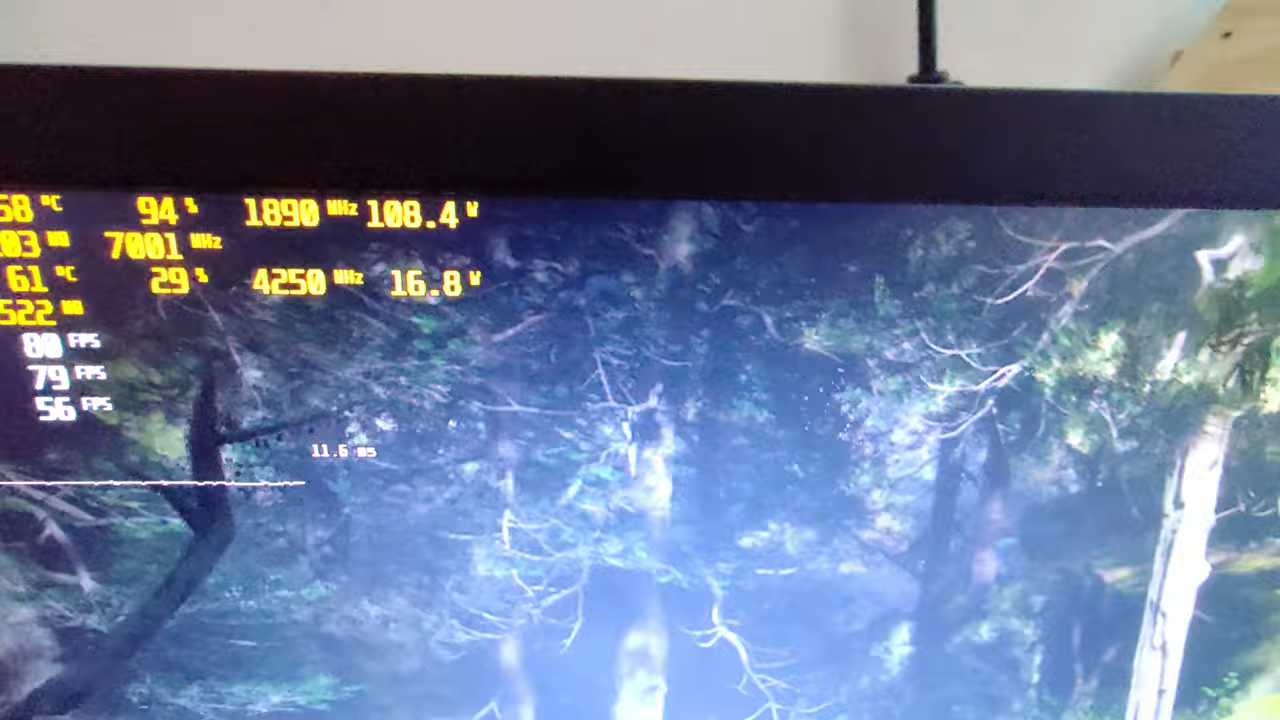 58 °C 94 % 1890 MHz 108.4 W
03 MB 7001 MHz
61 °C 29 % 4250 MHz 16.8 W
522 MB
80 FPS
79 FPS
56 FPS
11.6 ms